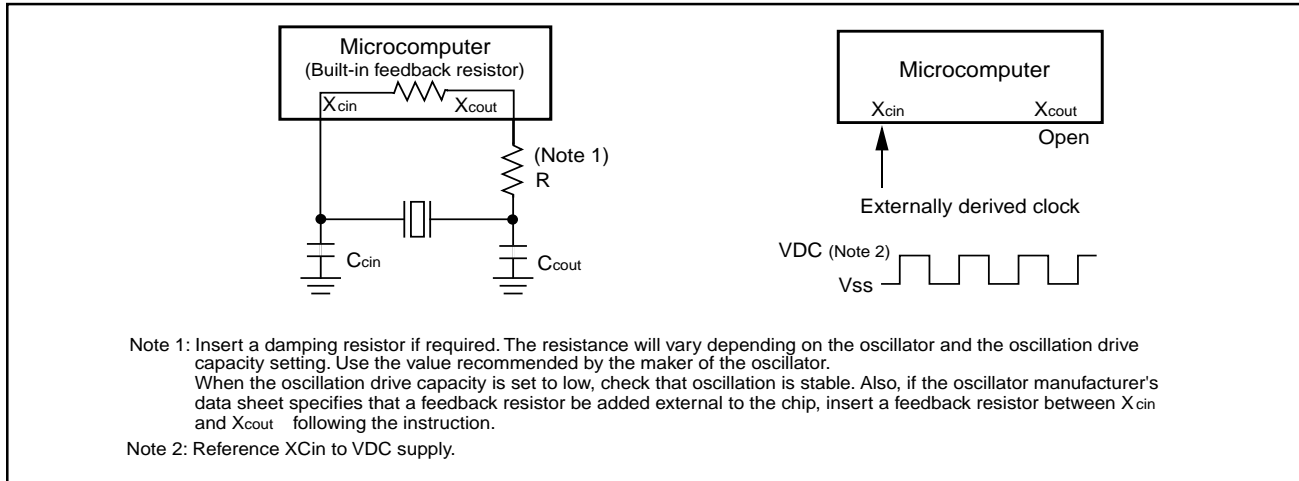 Microcomputer
(Built-in feedback resistor)
Xcin
Xcout
(Note 1)
R
Ccin
Ccout
Microcomputer
Xcin
Xcout
Open
Externally derived clock
VDC (Note 2)
Vss
Note 1: Insert a damping resistor if required. The resistance will vary depending on the oscillator and the oscillation drive
capacity setting. Use the value recommended by the maker of the oscillator.
When the oscillation drive capacity is set to low, check that oscillation is stable. Also, if the oscillator manufacturer's
data sheet specifies that a feedback resistor be added external to the chip, insert a feedback resistor between Xcin
and Xcout following the instruction.
Note 2: Reference XCin to VDC supply.